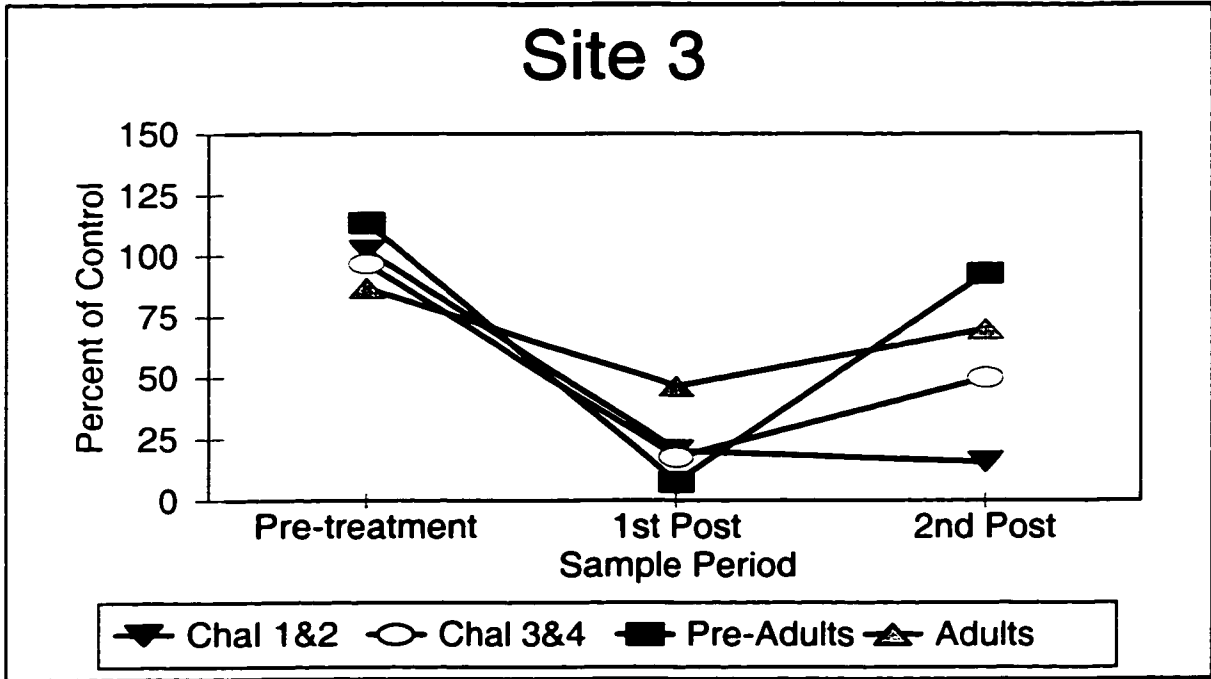 Site 3
150
125
100
75
50
25
0
Percent of Control
Pre-treatment 1st Post 2nd Post
Sample Period
Chal 1&2 Chal 3&4 Pre-Adults Adults